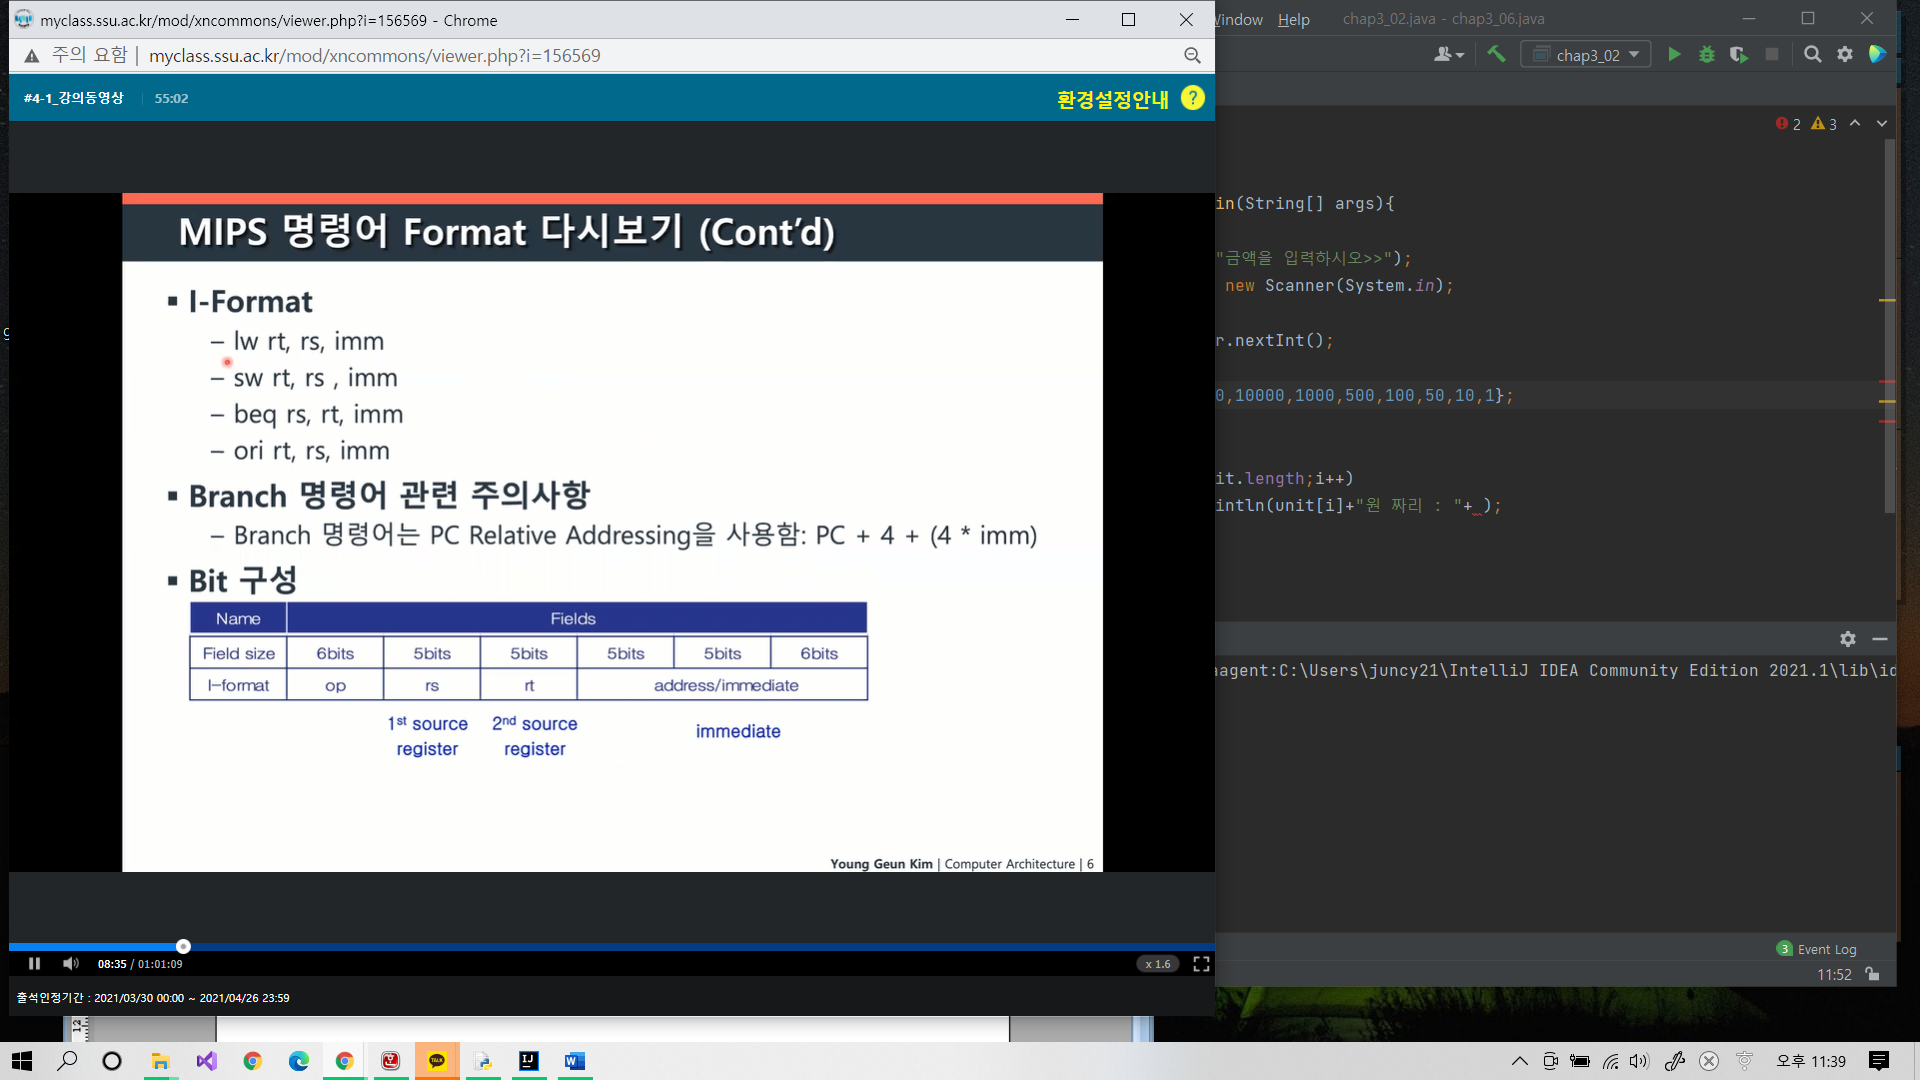 myclass.ssu.ac.kr/mod/xncommons/viewer.php?i=156569 - Chrome
주의 요함 | myclass.ssu.ac.kr/mod/xncommons/viewer.php?i=156569
#4-1_강의동영상 55:02
환경설정안내 ?
MIPS 명령어 Format 다시보기 (Cont'd)
▪ I-Format
– lw rt, rs, imm
– sw rt, rs , imm
– beq rs, rt, imm
– ori rt, rs, imm
▪ Branch 명령어 관련 주의사항
– Branch 명령어는 PC Relative Addressing을 사용함: PC + 4 + (4 * imm)
▪ Bit 구성
Name Fields
Field size 6bits 5bits 5bits 5bits 5bits 6bits
I-format op rs rt address/immediate
1st source register 2nd source register immediate
Young Geun Kim | Computer Architecture | 6
08:35 / 01:01:09
x 1.6
출석인정기간 : 2021/03/30 00:00 ~ 2021/04/26 23:59
Window Help chap3_02.java - chap3_06.java
chap3_02
2 3
in(String[] args){
"금액을 입력하시오>>");
new Scanner(System.in);
r.nextInt();
0,10000,1000,500,100,50,10,1};
it.length;i++)
intln(unit[i]+"원 짜리 : "+ );
agent:C:\Users\juncy21\IntelliJ IDEA Community Edition 2021.1\lib\id
3 Event Log
11:52
12
TALK
IJ
W
오후 11:39